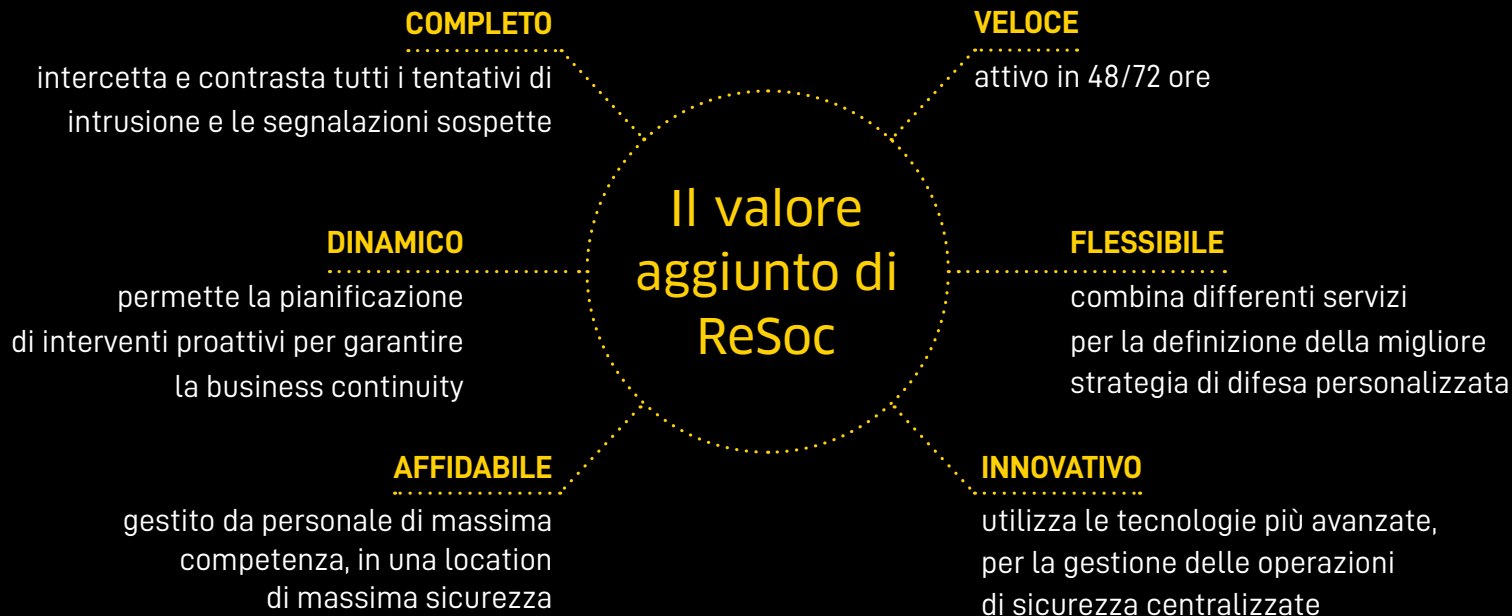 COMPLETO
intercetta e contrasta tutti i tentativi di
intrusione e le segnalazioni sospette
VELOCE
attivo in 48/72 ore
Il valore
aggiunto di
ReSoc
DINAMICO
permette la pianificazione
di interventi proattivi per garantire
la business continuity
FLESSIBILE
combina differenti servizi
per la definizione della migliore
strategia di difesa personalizzata
AFFIDABILE
gestito da personale di massima
competenza, in una location
di massima sicurezza
INNOVATIVO
utilizza le tecnologie più avanzate,
per la gestione delle operazioni
di sicurezza centralizzate